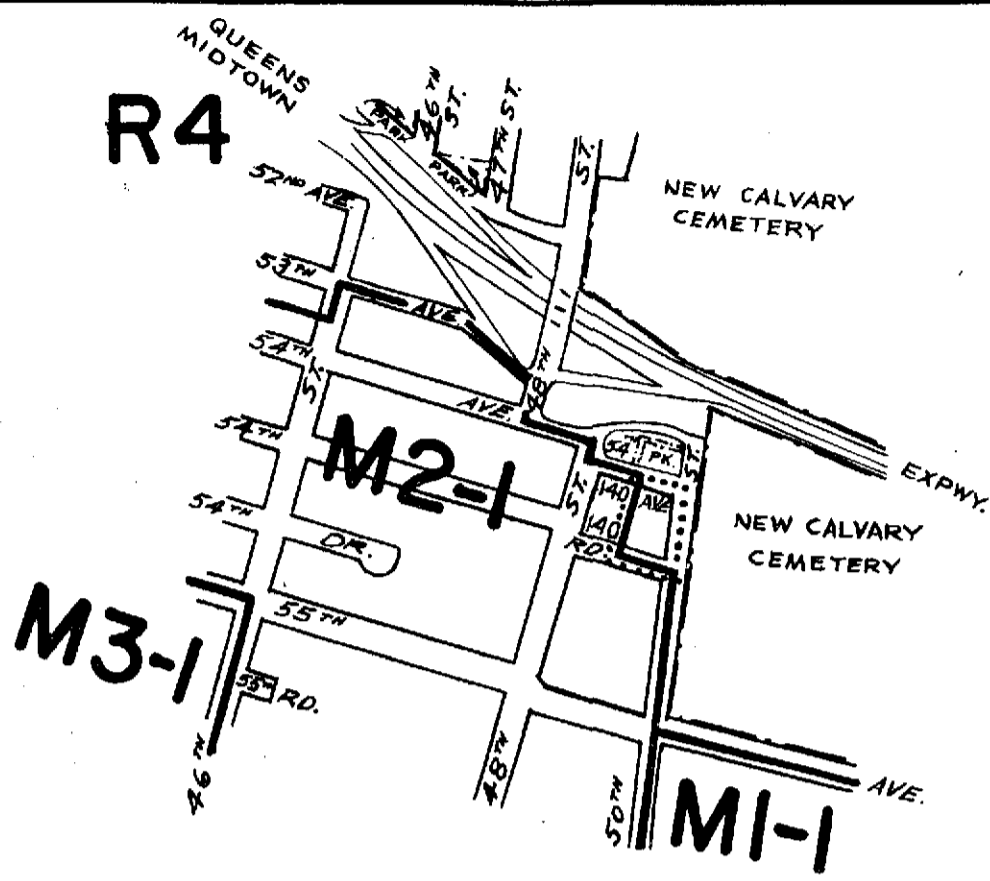 QUEENS
MIDTOWN
R4
46TH
ST.
47TH ST.
PARK
PARK
ST.
NEW CALVARY
CEMETERY
52ND AVE.
53TH
AVE.
54TH
ST.
48TH
AVE.
54TH
M2-1
54
PK.
ST.
EXPWY.
ST.
140
AVE
140
54TH
DR.
RD.
NEW CALVARY
CEMETERY
M3-1
55TH
55TH RD.
46TH
48TH
50TH
M1-1
AVE.